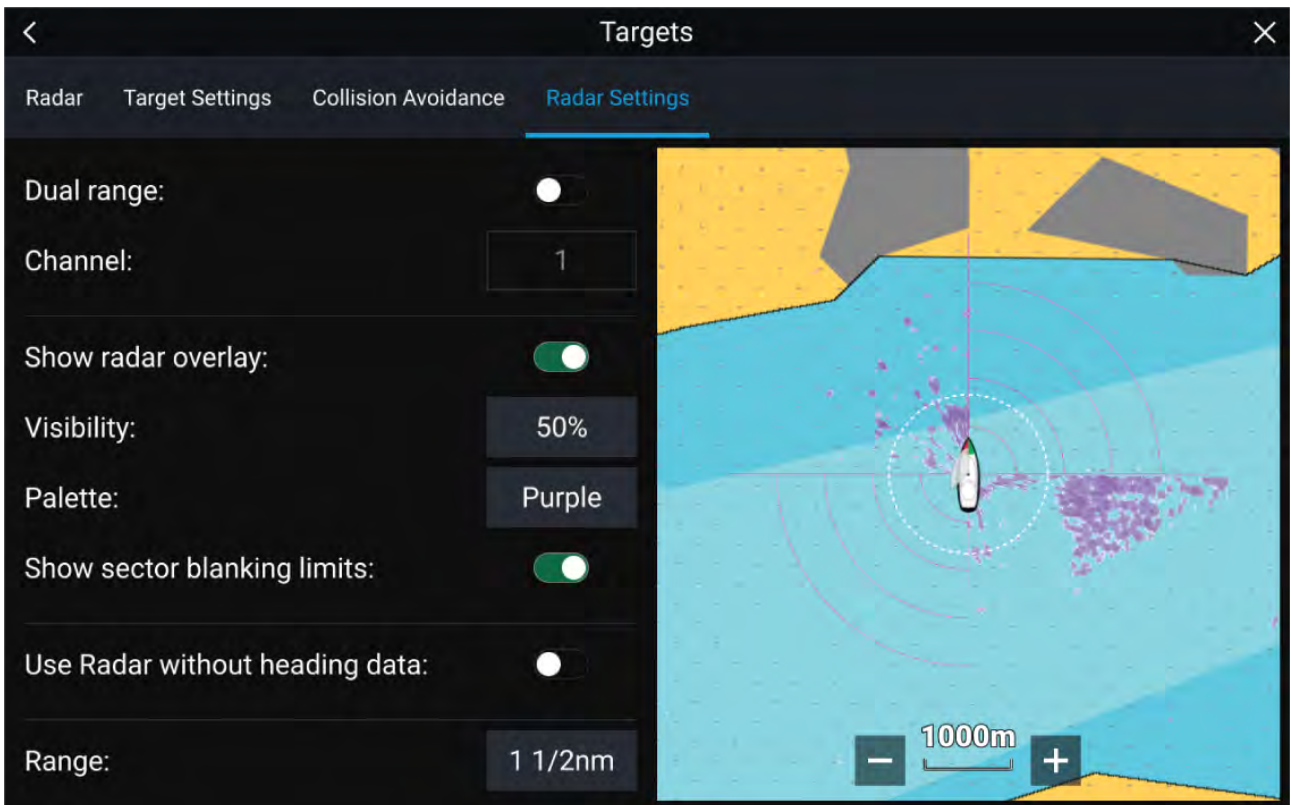 Targets
Radar Target Settings Collision Avoidance Radar Settings
Dual range:
Channel: 1
Show radar overlay:
Visibility: 50%
Palette: Purple
Show sector blanking limits:
Use Radar without heading data:
Range: 1 1/2nm
1000m